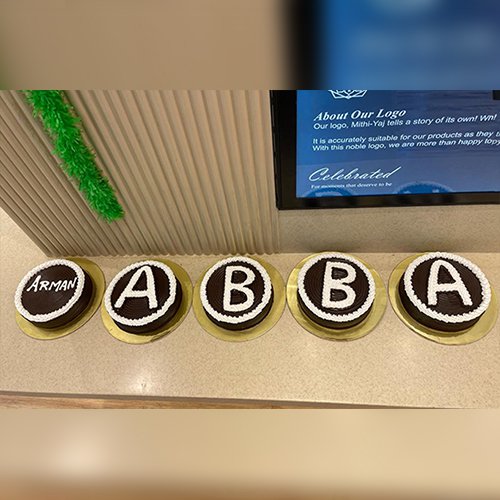 About Our Logo
Our logo, Mithi-Yaj tells a story of its own! Wh!
It is accurately suitable for our products as they t
With this noble logo, we are more than happy
Celebrated
For moments that deserve to be
ARMAN A B B A